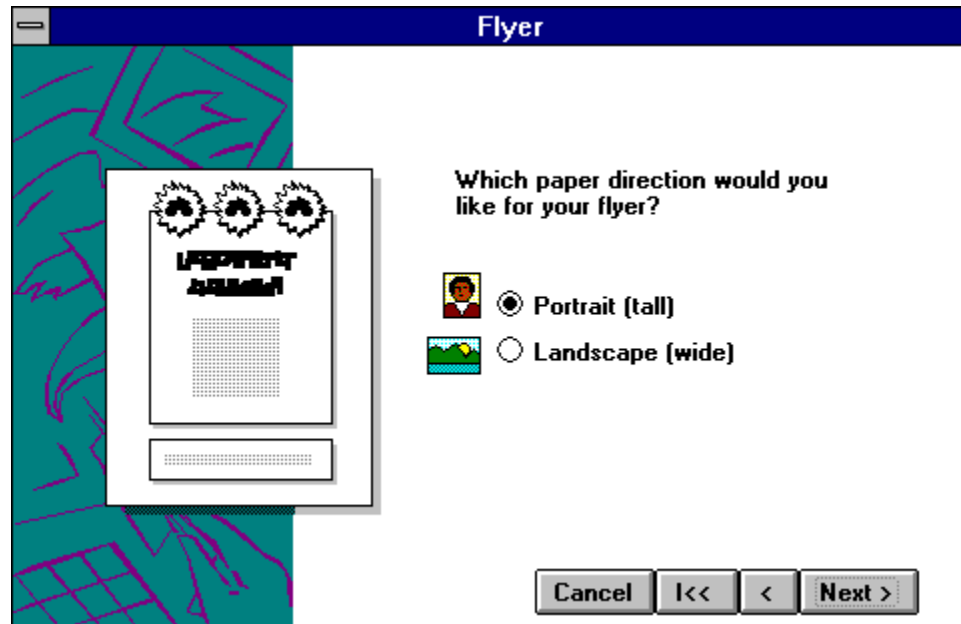 Flyer
Which paper direction would you
like for your flyer?
Portrait (tall)
Landscape (wide)
Cancel
I<<
<
Next >